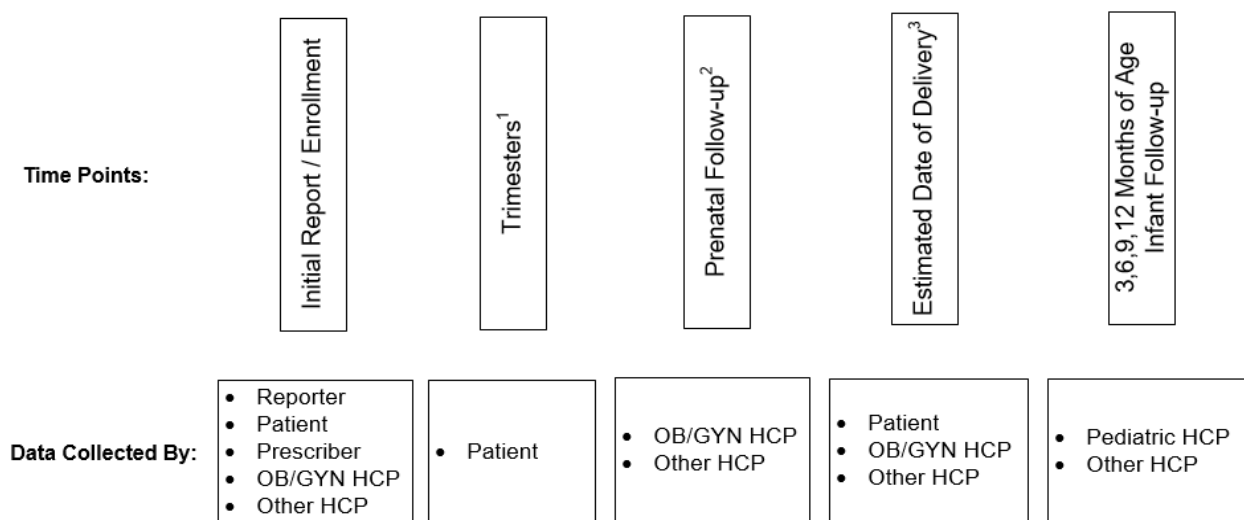 Time Points:
Initial Report / Enrollment
Trimesters¹
Prenatal Follow-up²
Estimated Date of Delivery³
3,6,9,12 Months of Age
Infant Follow-up
Data Collected By:
• Reporter
• Patient
• Prescriber
• OB/GYN HCP
• Other HCP
• Patient
• OB/GYN HCP
• Other HCP
• Patient
• OB/GYN HCP
• Other HCP
• Pediatric HCP
• Other HCP